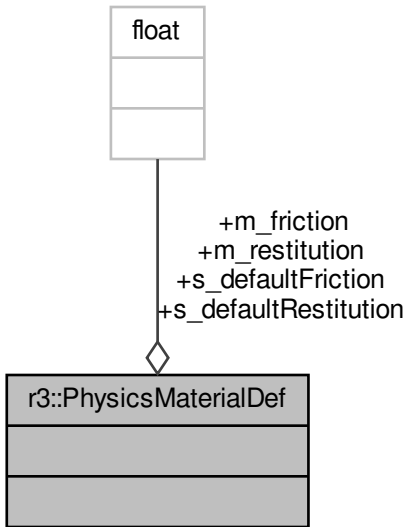 float
+m_friction
+m_restitution
+s_defaultFriction
+s_defaultRestitution
r3::PhysicsMaterialDef